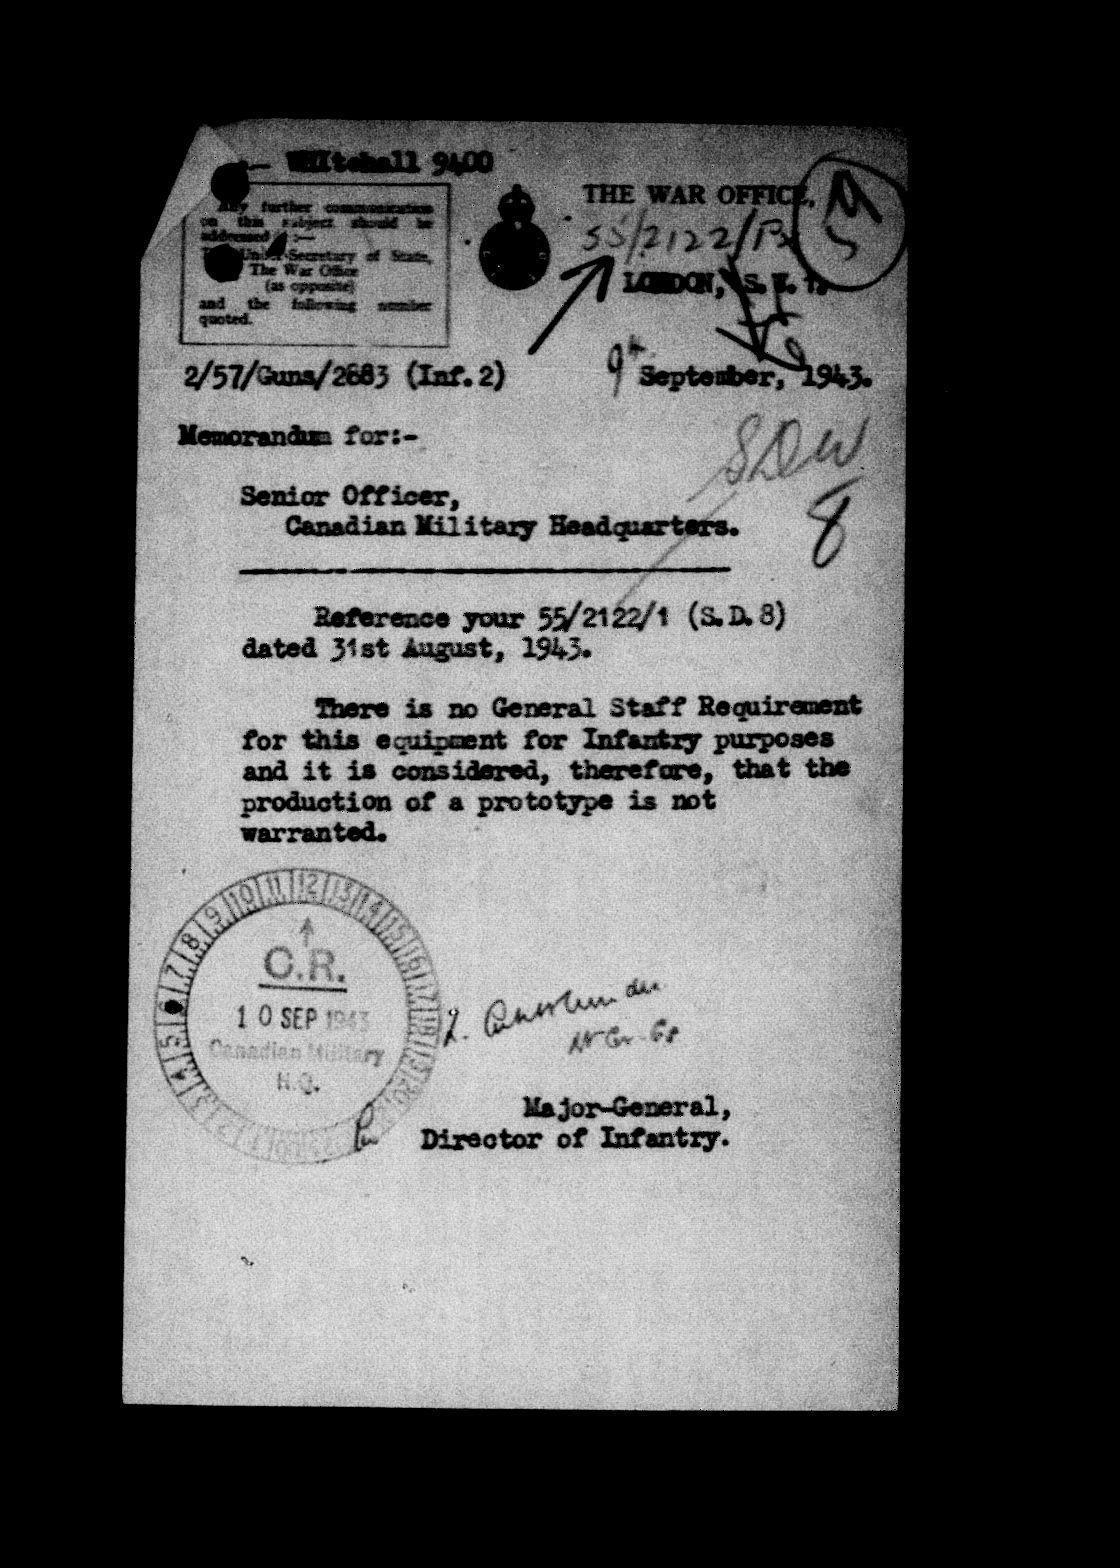 WHItehall 9400
Any further communication
on this subject should be
addressed to:—
Under-Secretary of State,
The War Office
(as opposite)
and the following number
quoted.
THE WAR OFFICE,
55/2122/
LONDON, S.W.1.
M
5
2/57/Guns/2683 (Inf.2)
9th September, 1943.
Memorandum for:-
SDW
8
Senior Officer,
Canadian Military Headquarters.
Reference your 55/2122/1 (S.D.8)
dated 31st August, 1943.
There is no General Staff Requirement
for this equipment for Infantry purposes
and it is considered, therefore, that the
production of a prototype is not
warranted.
C.R.
10 SEP 1943
Canadian Military
H.Q.
Major-General,
Director of Infantry.